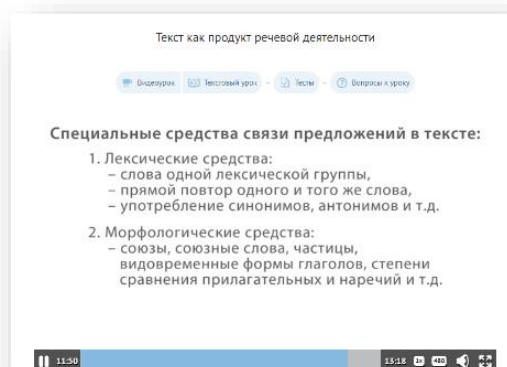 Текст как продукт речевой деятельности
Видеоурок Текстовый урок – Тесты – Вопросы к уроку
Специальные средства связи предложений в тексте:
1. Лексические средства:
– слова одной лексической группы,
– прямой повтор одного и того же слова,
– употребление синонимов, антонимов и т.д.
2. Морфологические средства:
– союзы, союзные слова, частицы,
видовременные формы глаголов, степени
сравнения прилагательных и наречий и т.д.
11:50 13:18 1x 480